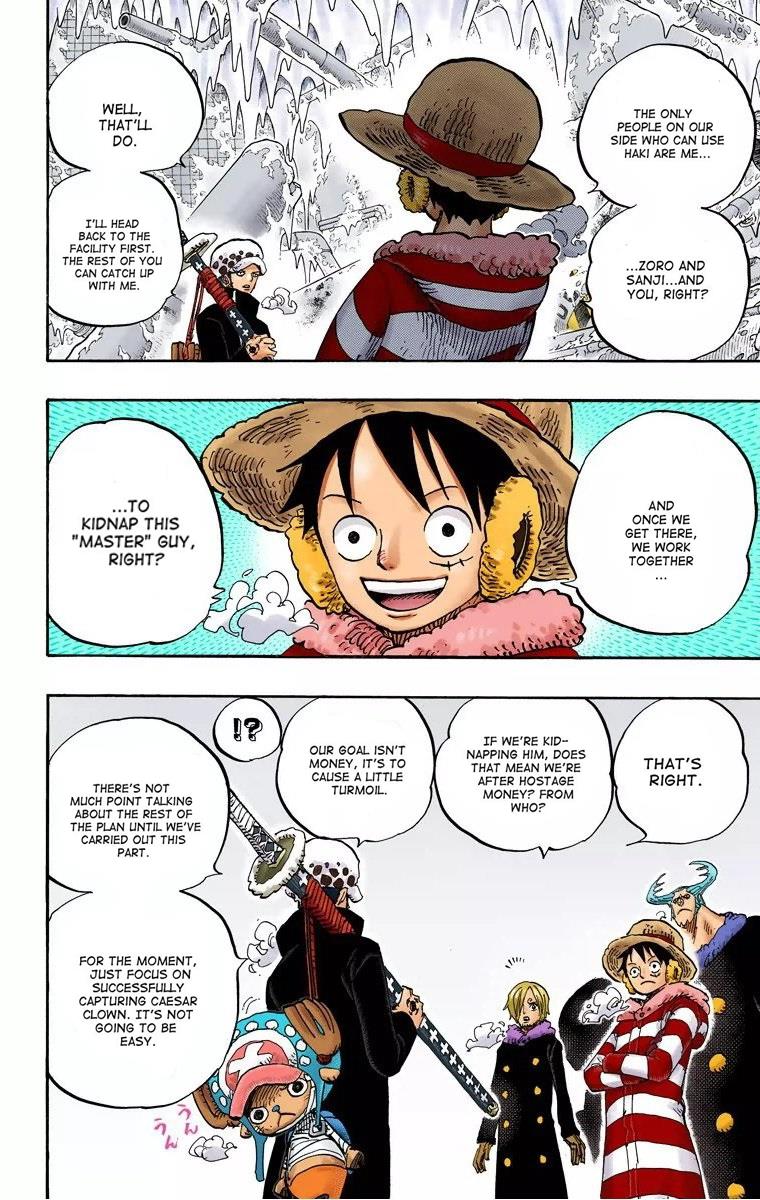 THE ONLY
PEOPLE ON OUR
SIDE WHO CAN USE
HAKI ARE ME...
...ZORO AND
SANJI...AND
YOU, RIGHT?
WELL,
THAT'LL
DO.
I'LL HEAD
BACK TO THE
FACILITY FIRST.
THE REST OF YOU
CAN CATCH UP
WITH ME.
AND
ONCE WE
GET THERE,
WE WORK
TOGETHER
...
...TO
KIDNAP THIS
"MASTER" GUY,
RIGHT?
THAT'S
RIGHT.
IF WE'RE KID-
NAPPING HIM, DOES
THAT MEAN WE'RE
AFTER HOSTAGE
MONEY? FROM
WHO?
OUR GOAL ISN'T
MONEY, IT'S TO
CAUSE A LITTLE
TURMOIL.
!?
THERE'S NOT
MUCH POINT TALKING
ABOUT THE REST OF
THE PLAN UNTIL WE'VE
CARRIED OUT THIS
PART.
FOR THE MOMENT,
JUST FOCUS ON
SUCCESSFULLY
CAPTURING CAESAR
CLOWN. IT'S NOT
GOING TO BE
EASY.
うん
うん